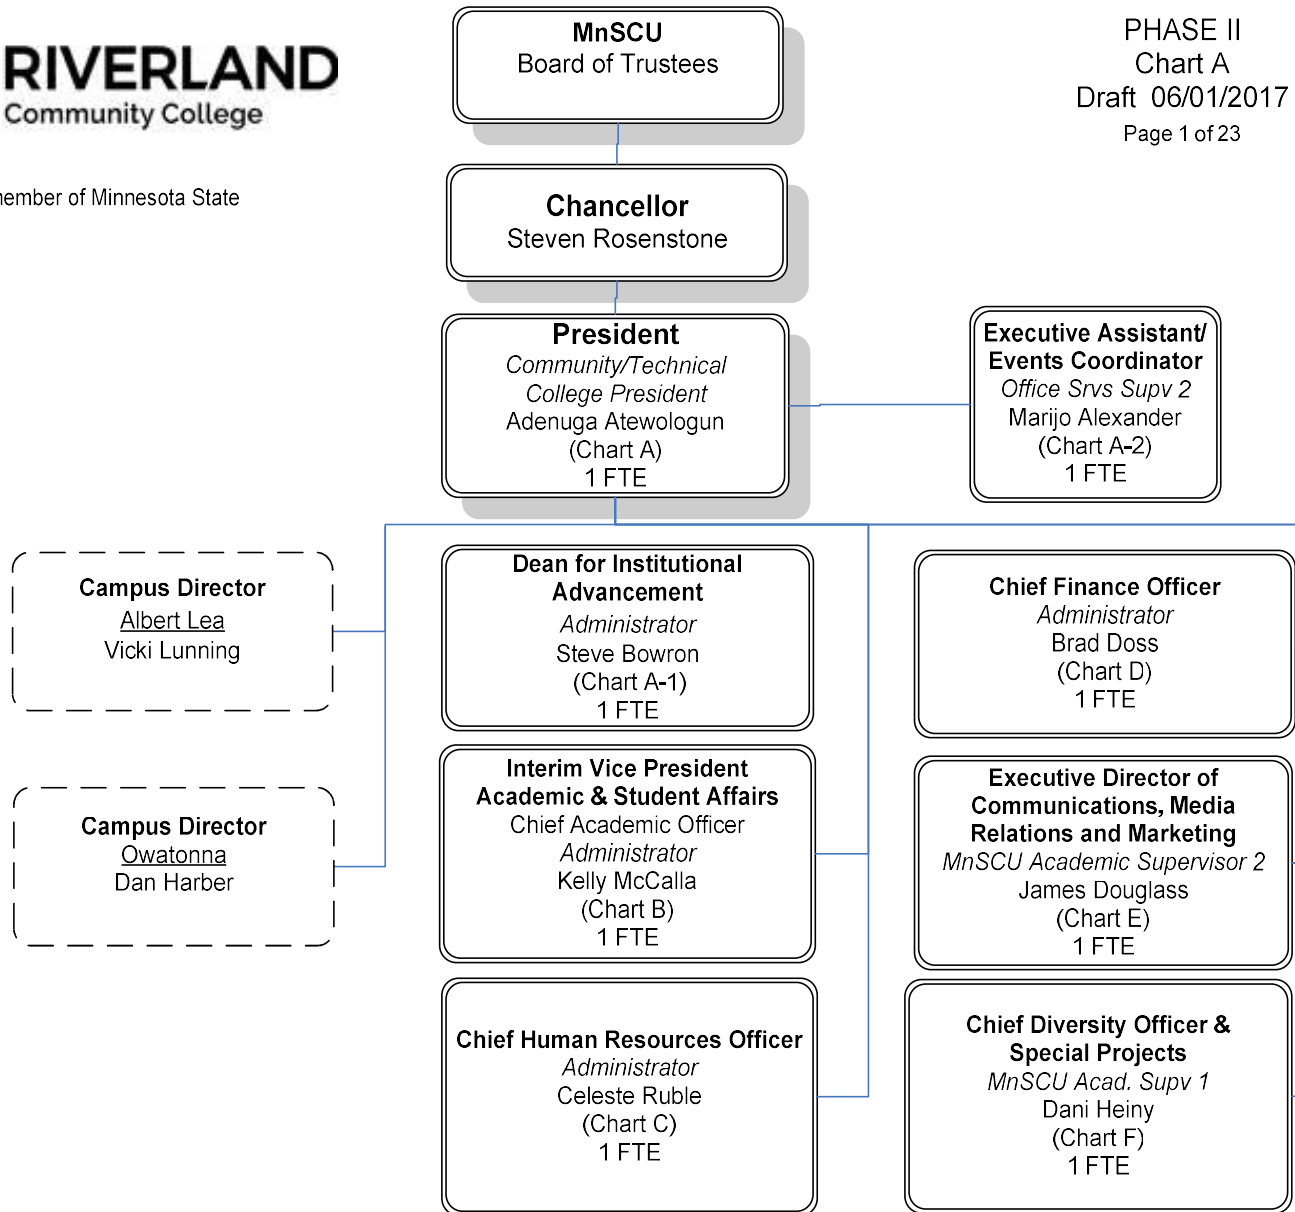 RIVERLAND
Community College
member of Minnesota State
PHASE II
Chart A
Draft 06/01/2017
Page 1 of 23
MnSCU
Board of Trustees
Chancellor
Steven Rosenstone
President
Community/Technical
College President
Adenuga Atewologun
(Chart A)
1 FTE
Executive Assistant/
Events Coordinator
Office Srvs Supv 2
Marijo Alexander
(Chart A-2)
1 FTE
Campus Director
Albert Lea
Vicki Lunning
Dean for Institutional
Advancement
Administrator
Steve Bowron
(Chart A-1)
1 FTE
Chief Finance Officer
Administrator
Brad Doss
(Chart D)
1 FTE
Campus Director
Owatonna
Dan Harber
Interim Vice President
Academic & Student Affairs
Chief Academic Officer
Administrator
Kelly McCalla
(Chart B)
1 FTE
Executive Director of
Communications, Media
Relations and Marketing
MnSCU Academic Supervisor 2
James Douglass
(Chart E)
1 FTE
Chief Human Resources Officer
Administrator
Celeste Ruble
(Chart C)
1 FTE
Chief Diversity Officer &
Special Projects
MnSCU Acad. Supv 1
Dani Heiny
(Chart F)
1 FTE